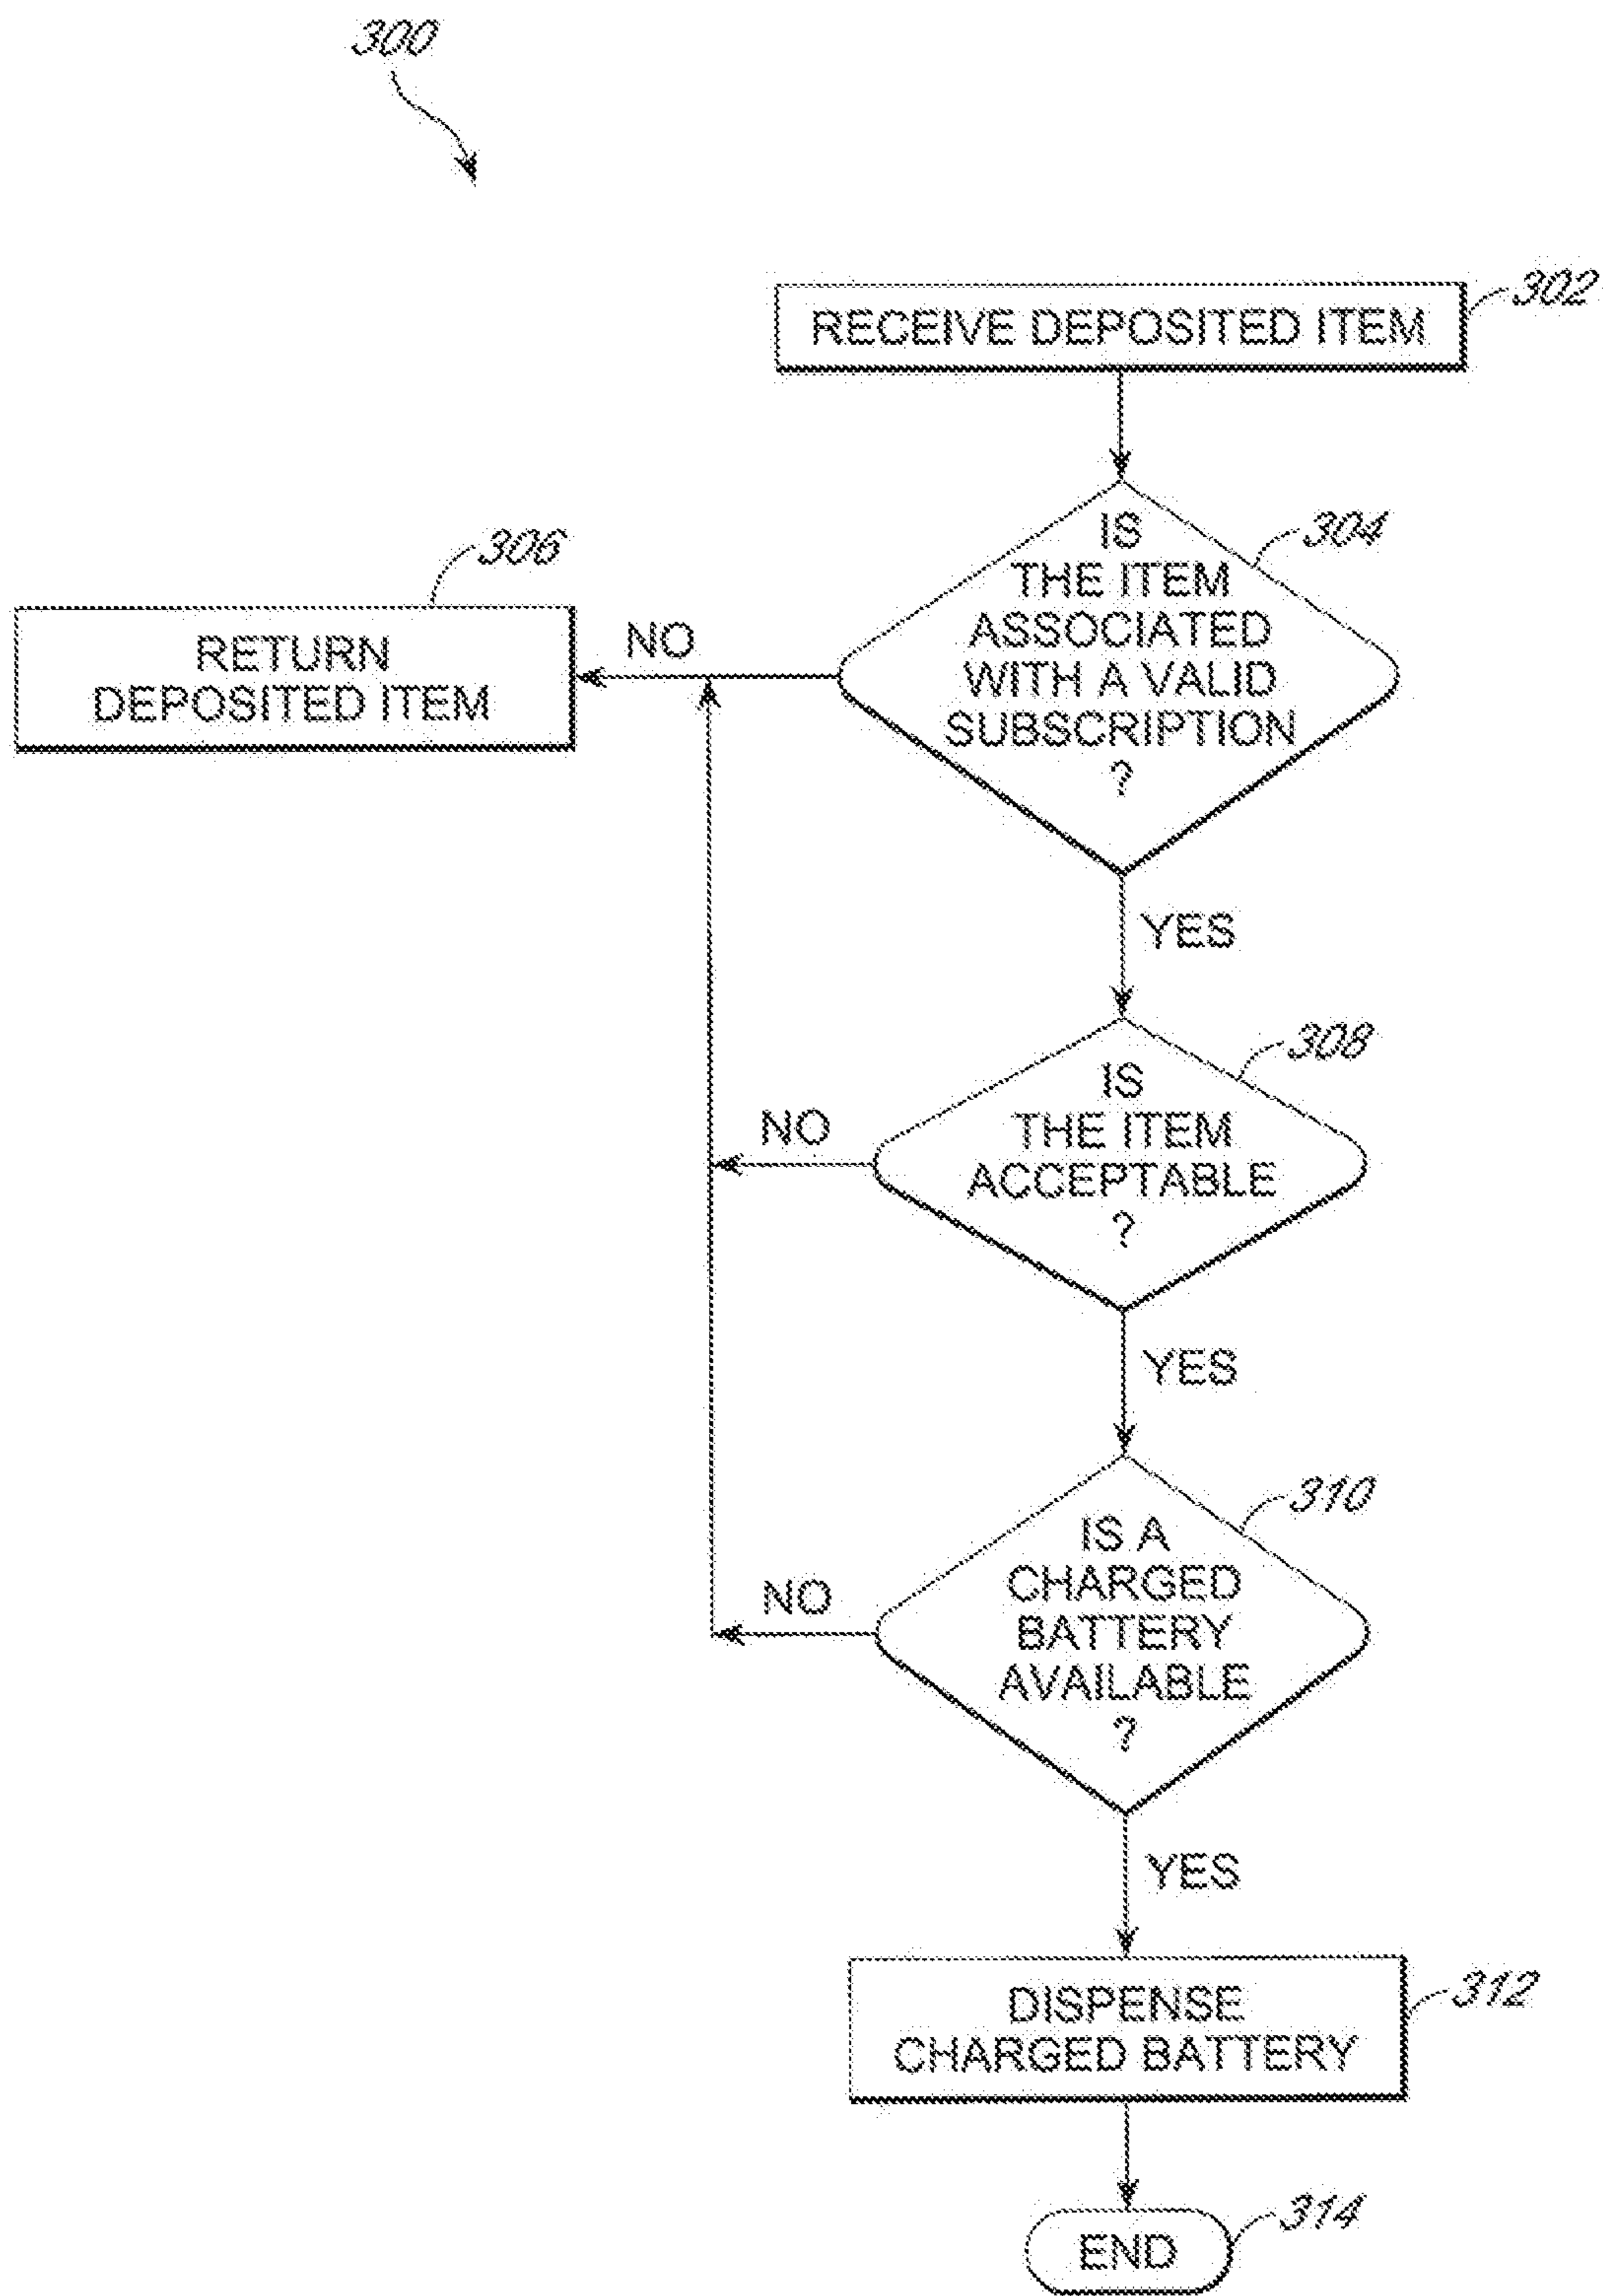 300
RECEIVE DEPOSITED ITEM
302
IS
THE ITEM
ASSOCIATED
WITH A VALID
SUBSCRIPTION
?
304
306
RETURN
DEPOSITED ITEM
NO
YES
IS
THE ITEM
ACCEPTABLE
?
308
NO
YES
IS A
CHARGED
BATTERY
AVAILABLE
?
310
NO
YES
DISPENSE
CHARGED BATTERY
312
END
314